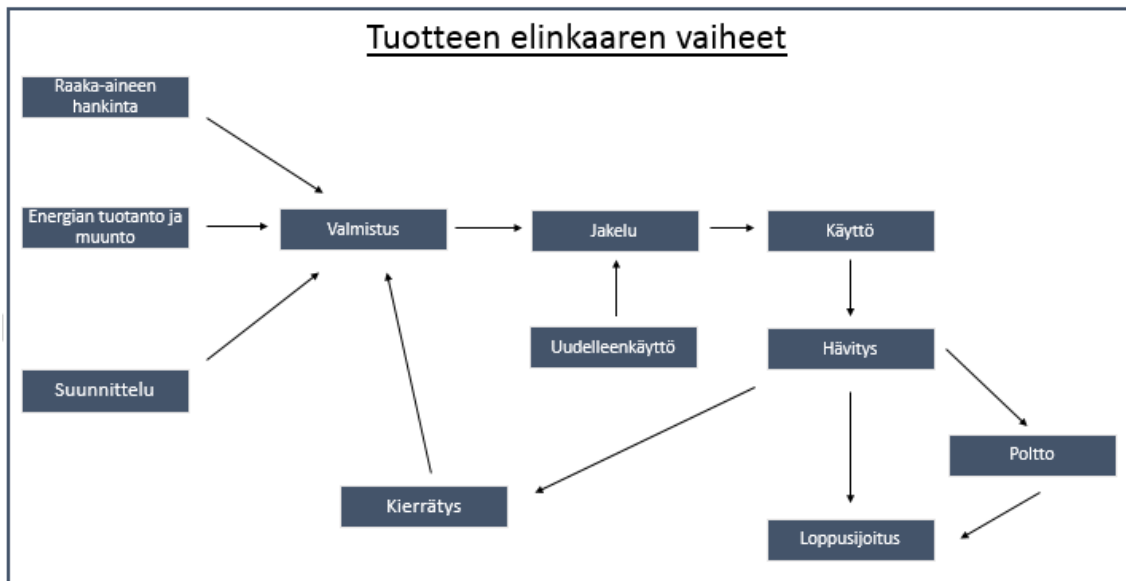 Tuotteen elinkaaren vaiheet
Raaka-aineen
hankinta
Energian tuotanto ja
muunto
Valmistus
Jakelu
Käyttö
Uudelleenkäyttö
Hävitys
Suunnittelu
Poltto
Kierrätys
Loppusijoitus